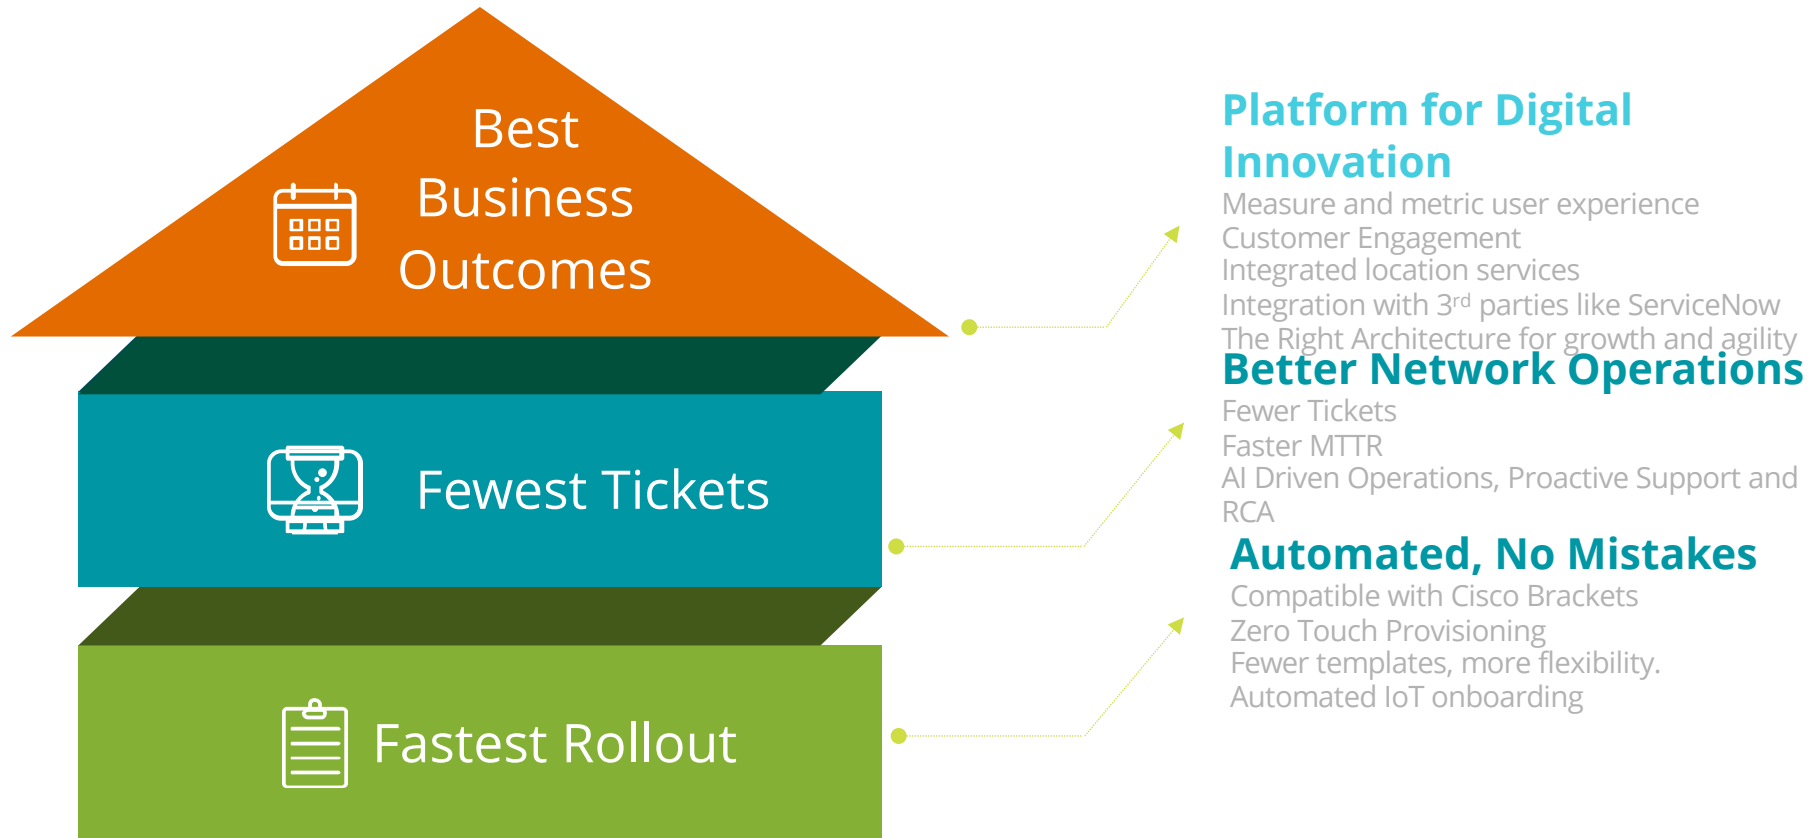 Best
Business
Outcomes
Fewest Tickets
Fastest Rollout
Platform for Digital
Innovation
Measure and metric user experience
Customer Engagement
Integrated location services
Integration with 3rd parties like ServiceNow
The Right Architecture for growth and agility
Better Network Operations
Fewer Tickets
Faster MTTR
AI Driven Operations, Proactive Support and
RCA
Automated, No Mistakes
Compatible with Cisco Brackets
Zero Touch Provisioning
Fewer templates, more flexibility.
Automated IoT onboarding